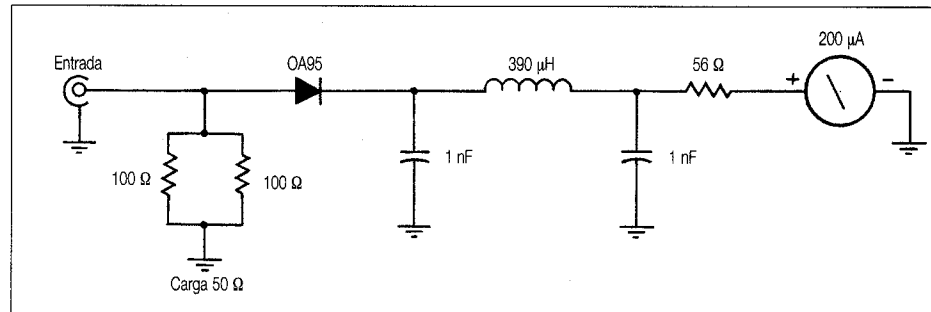 Entrada
OA95
390 µH
56 Ω
200 µA
+
−
100 Ω
100 Ω
1 nF
1 nF
Carga 50 Ω